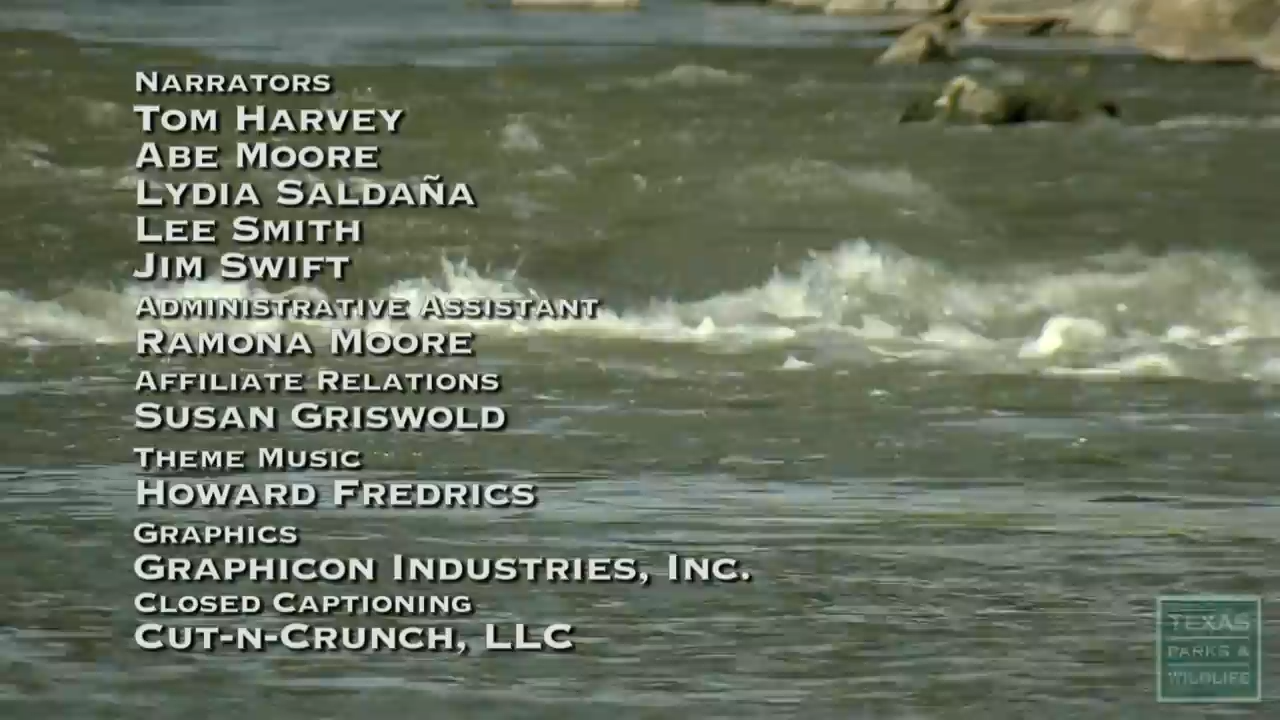 Narrators
Tom Harvey
Abe Moore
Lydia Saldaña
Lee Smith
Jim Swift
Administrative Assistant
Ramona Moore
Affiliate Relations
Susan Griswold
Theme Music
Howard Fredrics
Graphics
Graphicon Industries, Inc.
Closed Captioning
Cut-n-Crunch, LLC
TEXAS
PARKS &
WILDLIFE